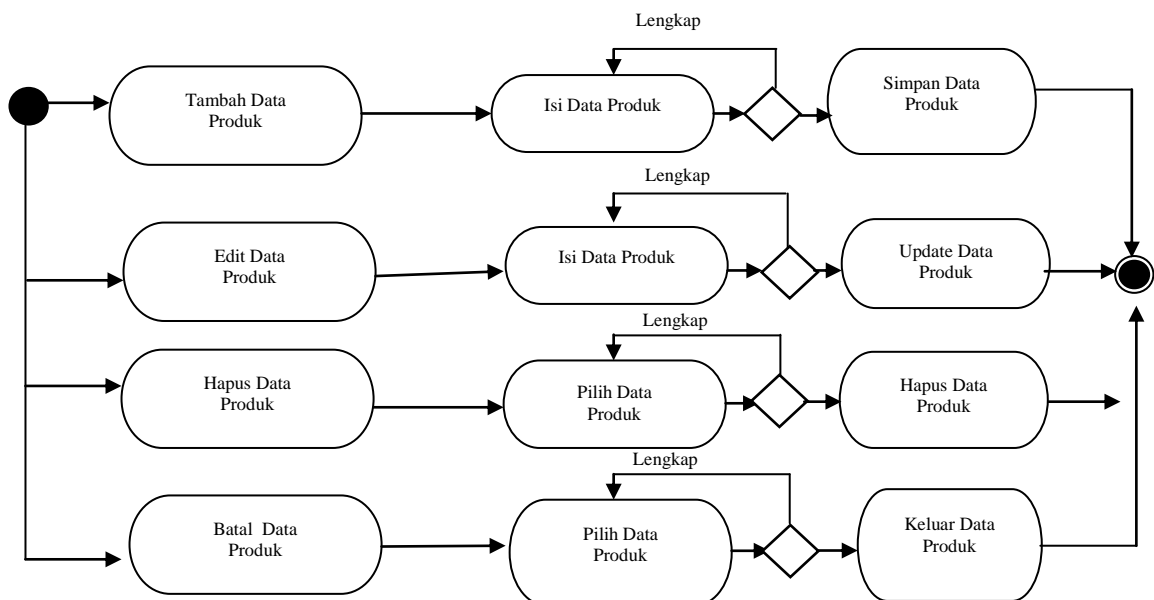 Lengkap
Tambah Data
Produk
Isi Data Produk
Simpan Data
Produk
Lengkap
Edit Data
Produk
Isi Data Produk
Update Data
Produk
Lengkap
Hapus Data
Produk
Pilih Data
Produk
Hapus Data
Produk
Lengkap
Batal  Data
Produk
Pilih Data
Produk
Keluar Data
Produk